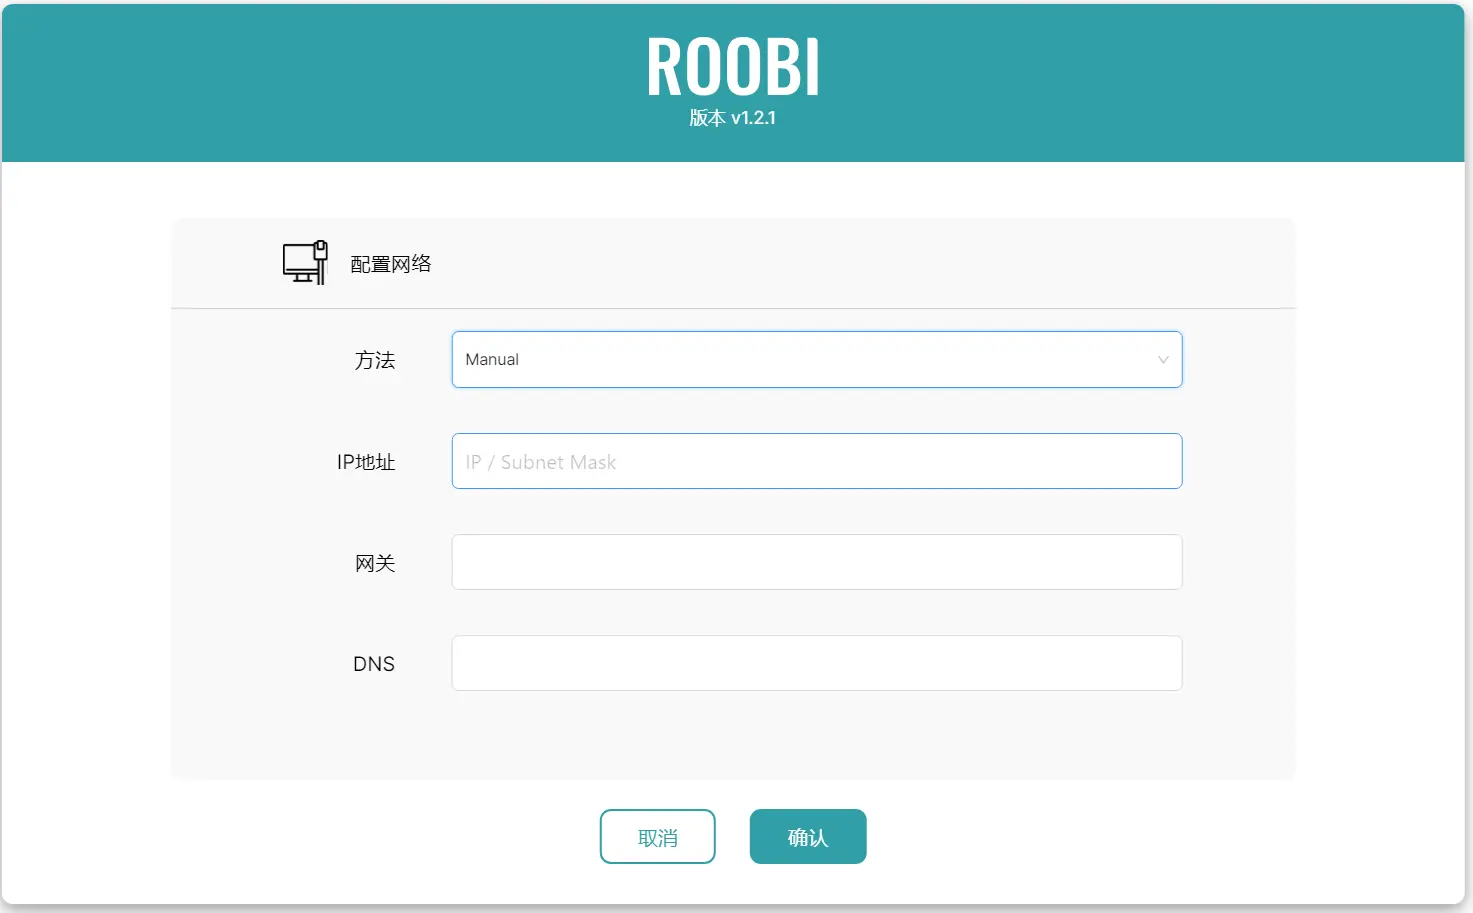 ROOBI
版本 v1.2.1
配置网络
方法
Manual
IP地址
IP / Subnet Mask
网关
DNS
取消
确认